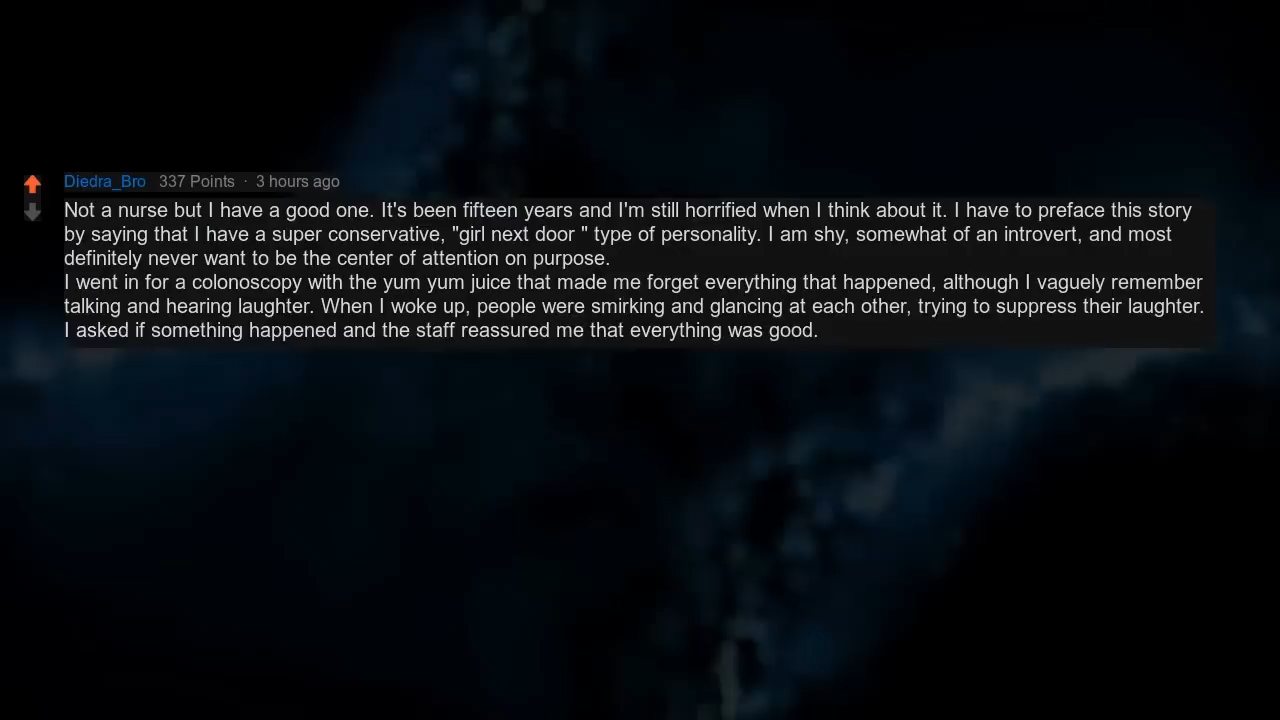 Diedra_Bro 337 Points · 3 hours ago
Not a nurse but I have a good one. It's been fifteen years and I'm still horrified when I think about it. I have to preface this story
by saying that I have a super conservative, "girl next door " type of personality. I am shy, somewhat of an introvert, and most
definitely never want to be the center of attention on purpose.
I went in for a colonoscopy with the yum yum juice that made me forget everything that happened, although I vaguely remember
talking and hearing laughter. When I woke up, people were smirking and glancing at each other, trying to suppress their laughter.
I asked if something happened and the staff reassured me that everything was good.